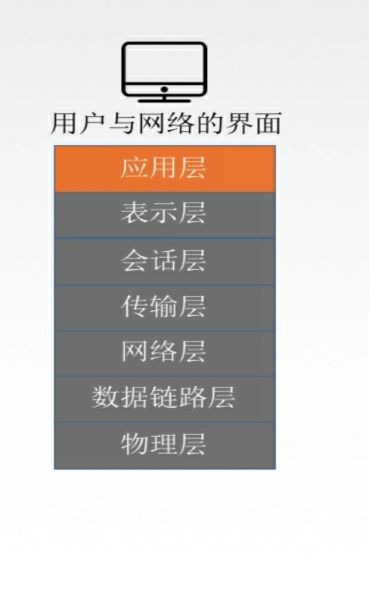 用户与网络的界面
应用层
表示层
会话层
传输层
网络层
数据链路层
物理层